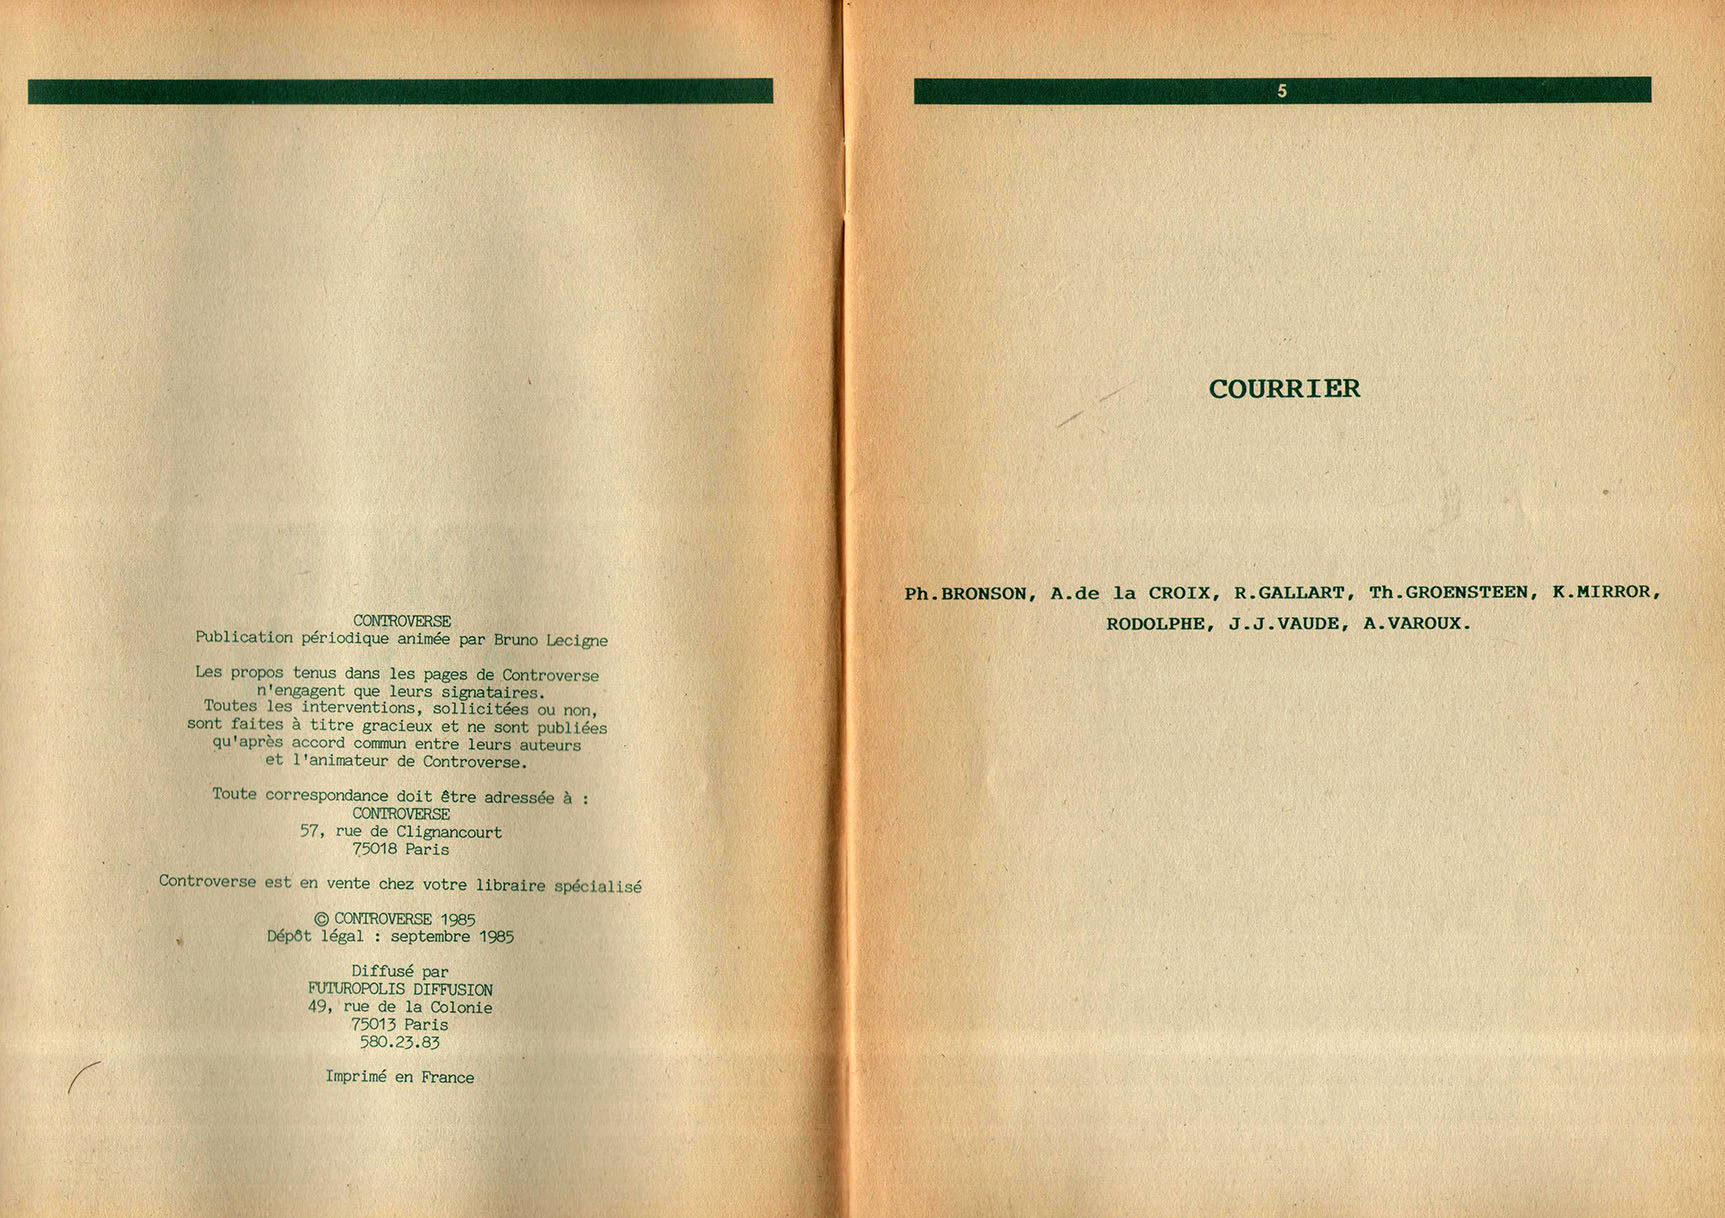 CONTROVERSE
Publication périodique animée par Bruno Lecigne
Les propos tenus dans les pages de Controverse
n'engagent que leurs signataires.
Toutes les interventions, sollicitées ou non,
sont faites à titre gracieux et ne sont publiées
qu'après accord commun entre leurs auteurs
et l'animateur de Controverse.
Toute correspondance doit être adressée à :
CONTROVERSE
57, rue de Clignancourt
75018 Paris
Controverse est en vente chez votre libraire spécialisé
© CONTROVERSE 1985
Dépôt légal : septembre 1985
Diffusé par
FUTUROPOLIS DIFFUSION
49, rue de la Colonie
75013 Paris
580.23.83
Imprimé en France
5
COURRIER
Ph.BRONSON, A.de la CROIX, R.GALLART, Th.GROENSTEEN, K.MIRROR,
RODOLPHE, J.J.VAUDE, A.VAROUX.